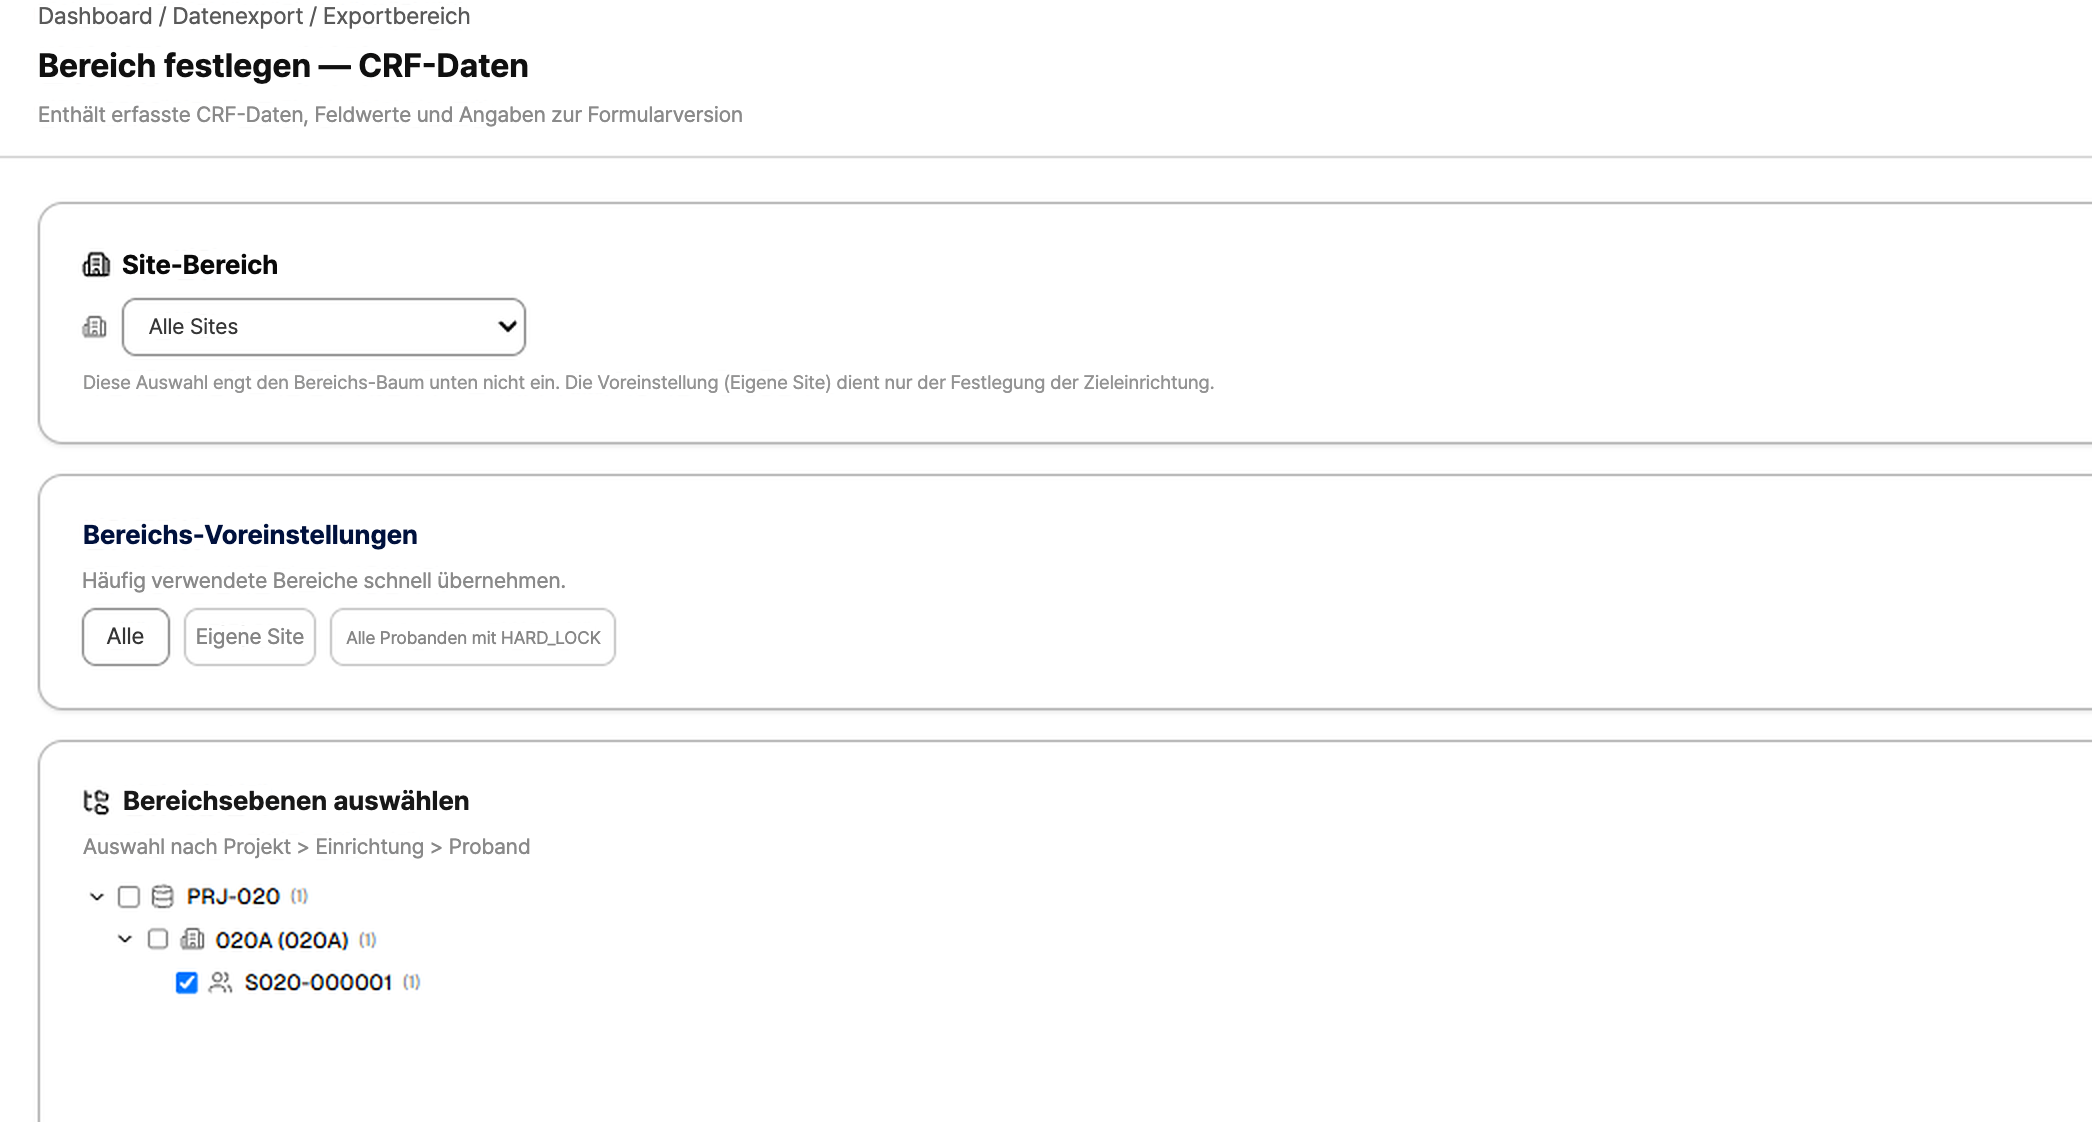 Dashboard / Datenexport / Exportbereich
Bereich festlegen — CRF-Daten
Enthält erfasste CRF-Daten, Feldwerte und Angaben zur Formularversion
Site-Bereich
Alle Sites
Diese Auswahl engt den Bereichs-Baum unten nicht ein. Die Voreinstellung (Eigene Site) dient nur der Festlegung der Zieleinrichtung.
Bereichs-Voreinstellungen
Häufig verwendete Bereiche schnell übernehmen.
Alle Eigene Site Alle Probanden mit HARD_LOCK
Bereichsebenen auswählen
Auswahl nach Projekt > Einrichtung > Proband
PRJ-020 (1)
020A (020A) (1)
S020-000001 (1)